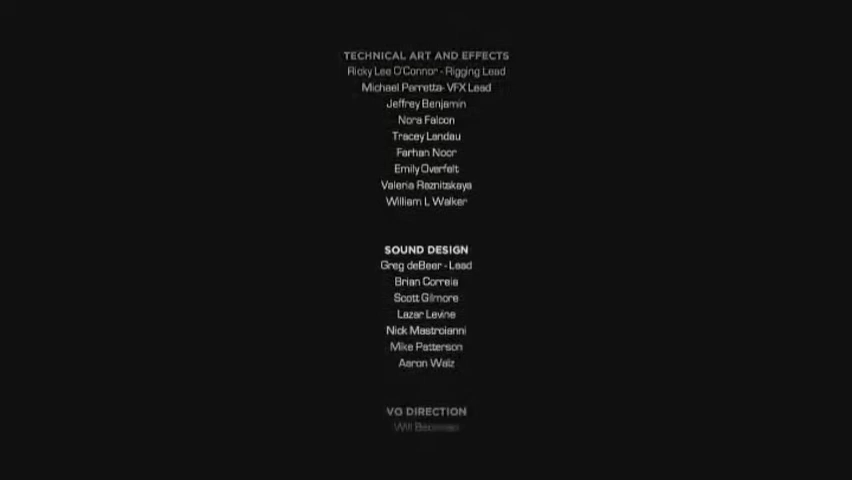 TECHNICAL ART AND EFFECTS
Ricky Lee O'Connor - Rigging Lead
Michael Perretta- VFX Lead
Jeffrey Benjamin
Nora Falcon
Tracey Landau
Farhan Noor
Emily Overfelt
Valeria Reznitskaya
William L Walker
SOUND DESIGN
Greg deBeer - Lead
Brian Correia
Scott Gilmore
Lazar Levine
Nick Mastroianni
Mike Patterson
Aaron Walz
VO DIRECTION
Will